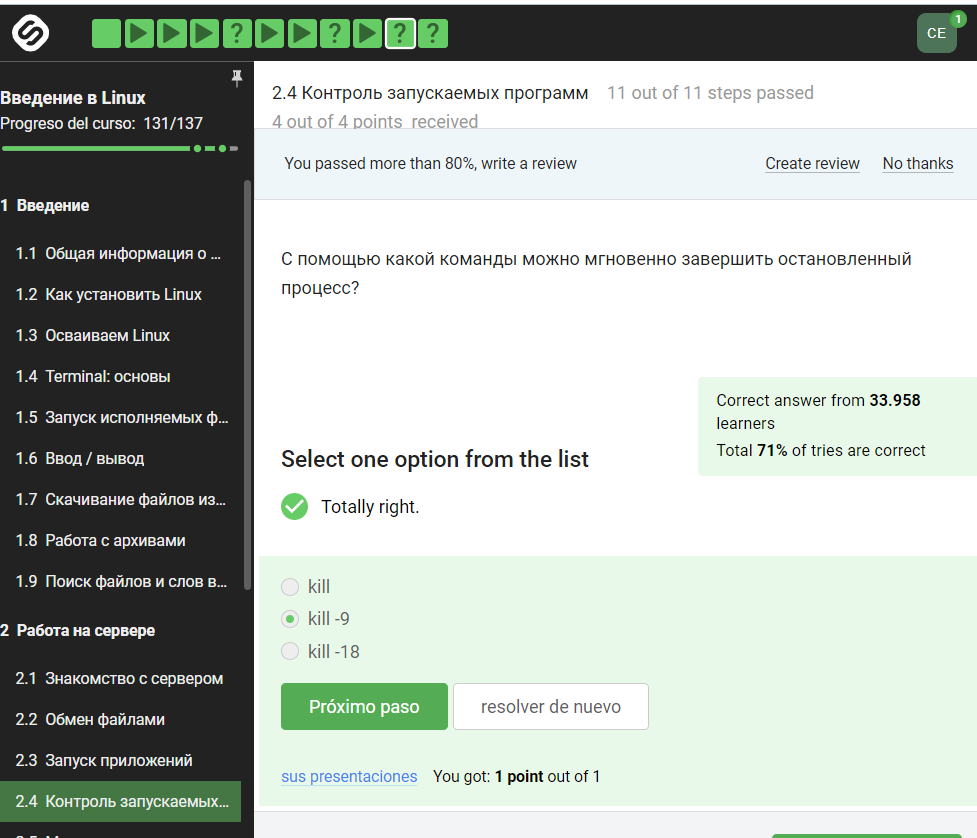 ? ? ? ?
CE
1
Введение в Linux
Progreso del curso: 131/137
1 Введение
1.1 Общая информация о ...
1.2 Как установить Linux
1.3 Осваиваем Linux
1.4 Terminal: основы
1.5 Запуск исполняемых ф...
1.6 Ввод / вывод
1.7 Скачивание файлов из...
1.8 Работа с архивами
1.9 Поиск файлов и слов в...
2 Работа на сервере
2.1 Знакомство с сервером
2.2 Обмен файлами
2.3 Запуск приложений
2.4 Контроль запускаемых...
2.4 Контроль запускаемых программ 11 out of 11 steps passed
4 out of 4 points received
You passed more than 80%, write a review
Create review
No thanks
С помощью какой команды можно мгновенно завершить остановленный
процесс?
Correct answer from 33.958
learners
Total 71% of tries are correct
Select one option from the list
Totally right.
kill
kill -9
kill -18
Próximo paso
resolver de nuevo
sus presentaciones You got: 1 point out of 1